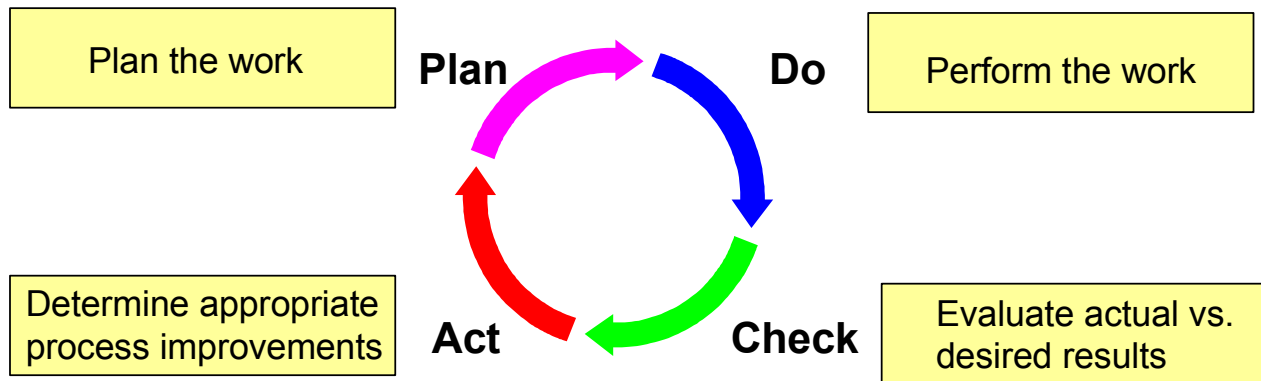 Plan the work
Plan
Do
Perform the work
Determine appropriate
process improvements
Act
Check
Evaluate actual vs.
desired results